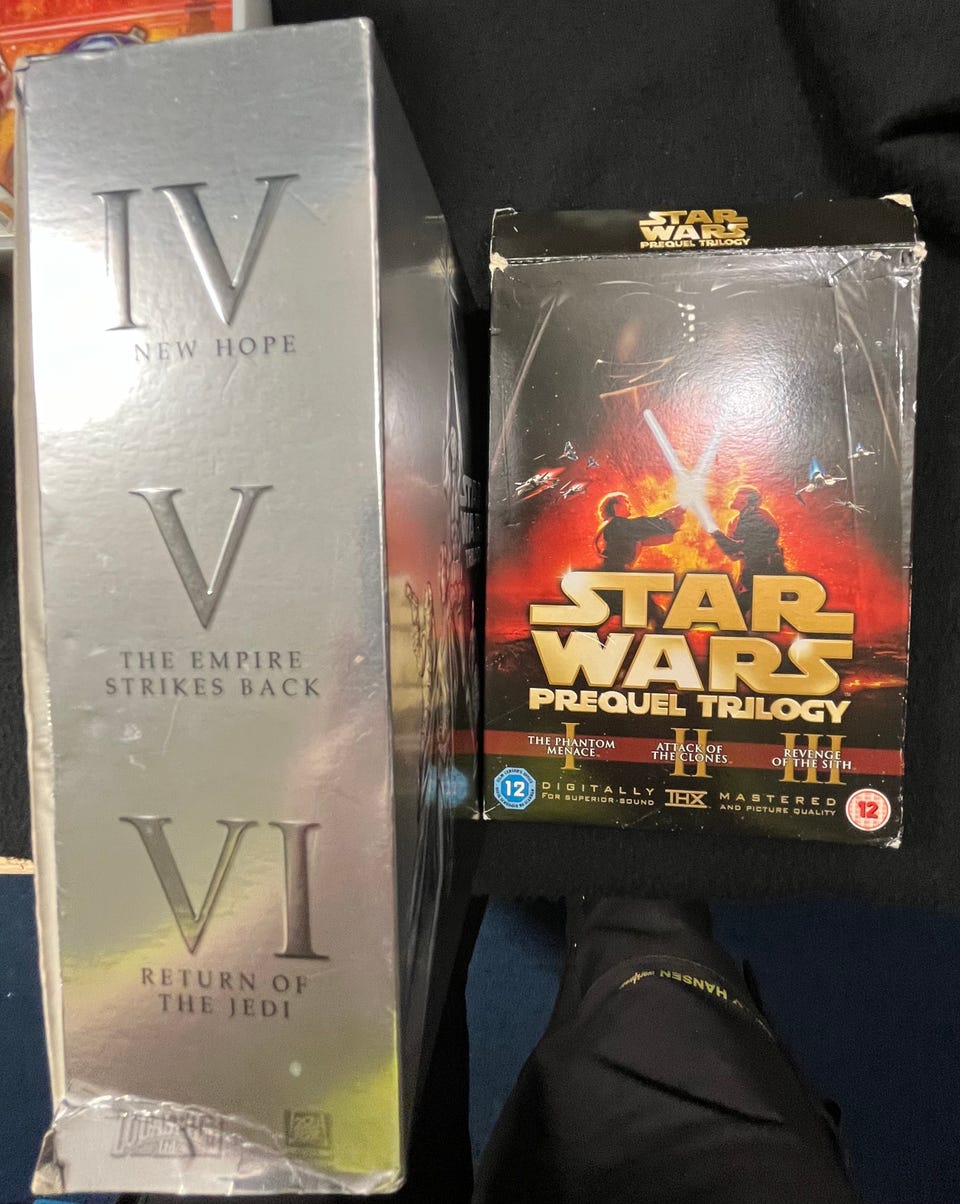 IV
NEW HOPE
V
THE EMPIRE
STRIKES BACK
VI
RETURN OF
THE JEDI
STAR
WARS
PREQUEL TRILOGY
STAR
WARS
PREQUEL TRILOGY
I
THE PHANTOM
MENACE
II
ATTACK OF
THE CLONES
III
REVENGE
OF THE SITH
12
DIGITALLY
FOR SUPERIOR SOUND
THX
MASTERED
AND PICTURE QUALITY
12
HANSEN